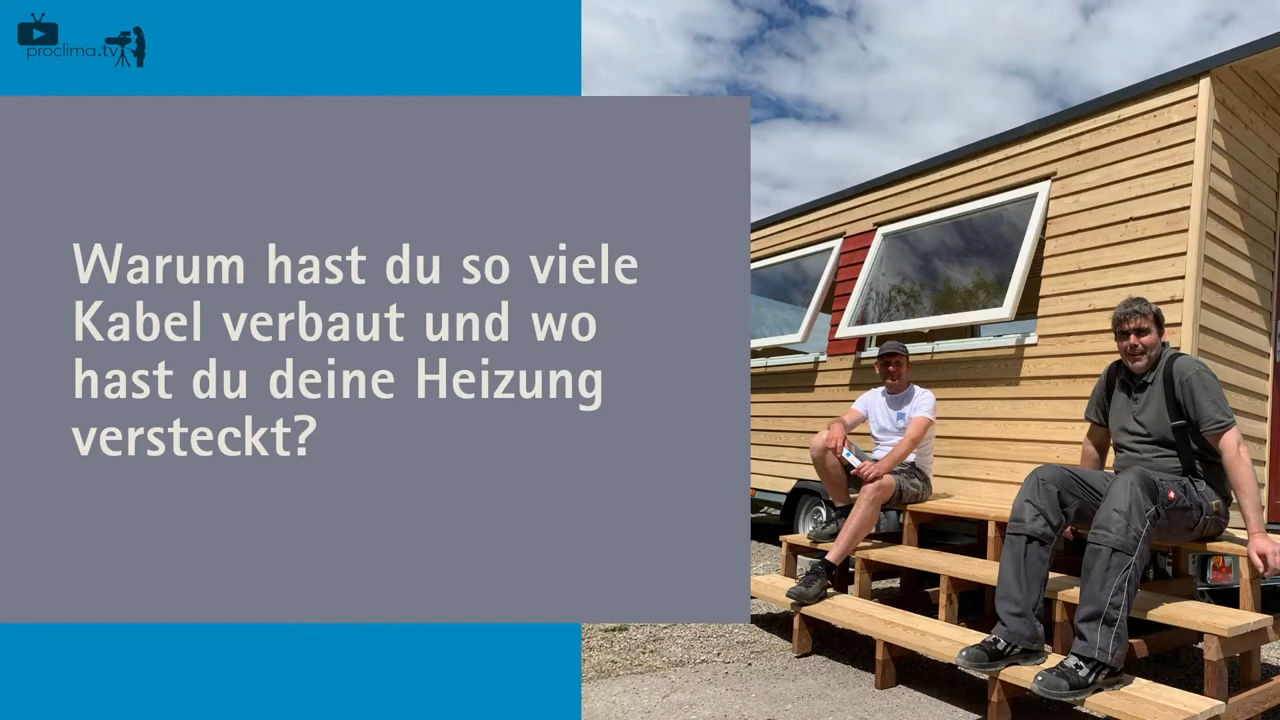 proclima.tv
Warum hast du so viele
Kabel verbaut und wo
hast du deine Heizung
versteckt?